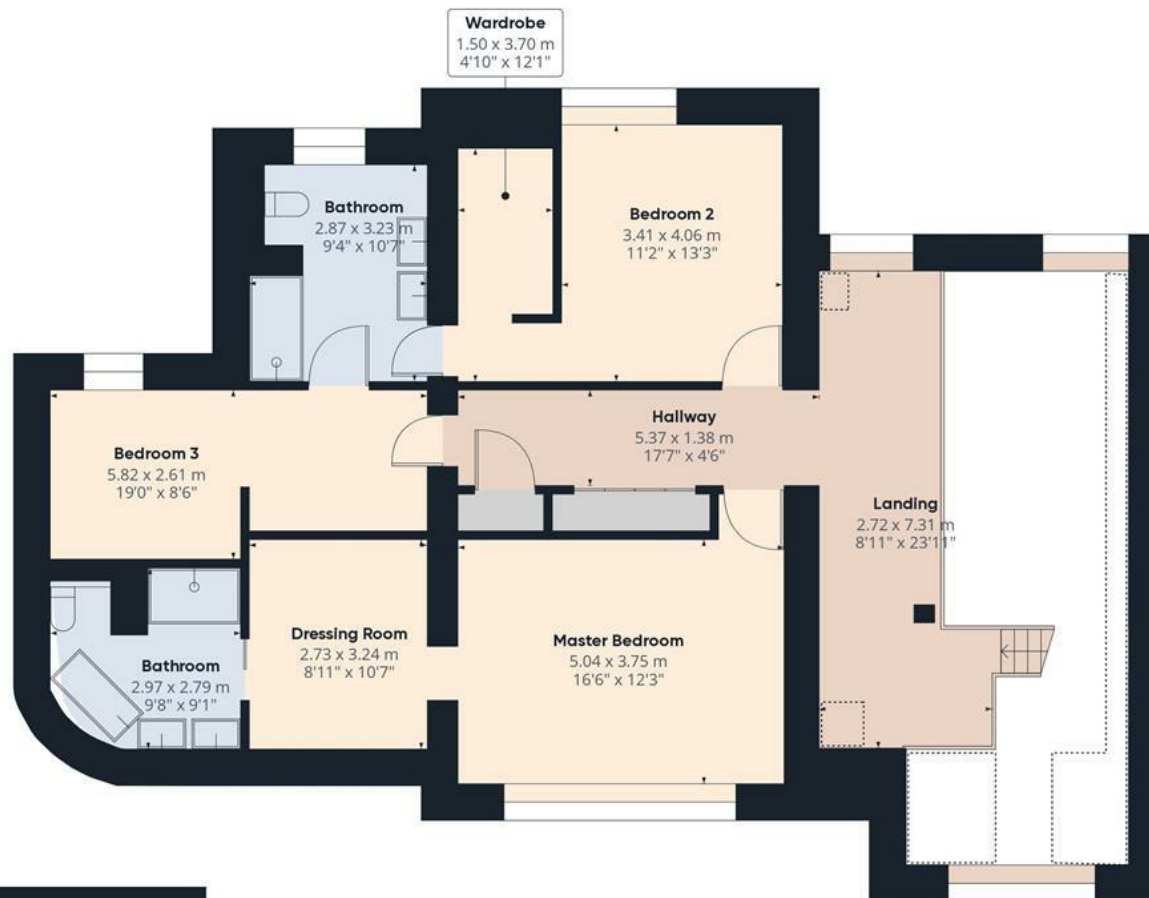 Wardrobe
1.50 x 3.70 m
4'10" x 12'1"
Bathroom
2.87 x 3.23 m
9'4" x 10'7"
Bedroom 2
3.41 x 4.06 m
11'2" x 13'3"
Hallway
5.37 x 1.38 m
17'7" x 4'6"
Bedroom 3
5.82 x 2.61 m
19'0" x 8'6"
Landing
2.72 x 7.31 m
8'11" x 23'11"
Dressing Room
2.73 x 3.24 m
8'11" x 10'7"
Master Bedroom
5.04 x 3.75 m
16'6" x 12'3"
Bathroom
2.97 x 2.79 m
9'8" x 9'1"